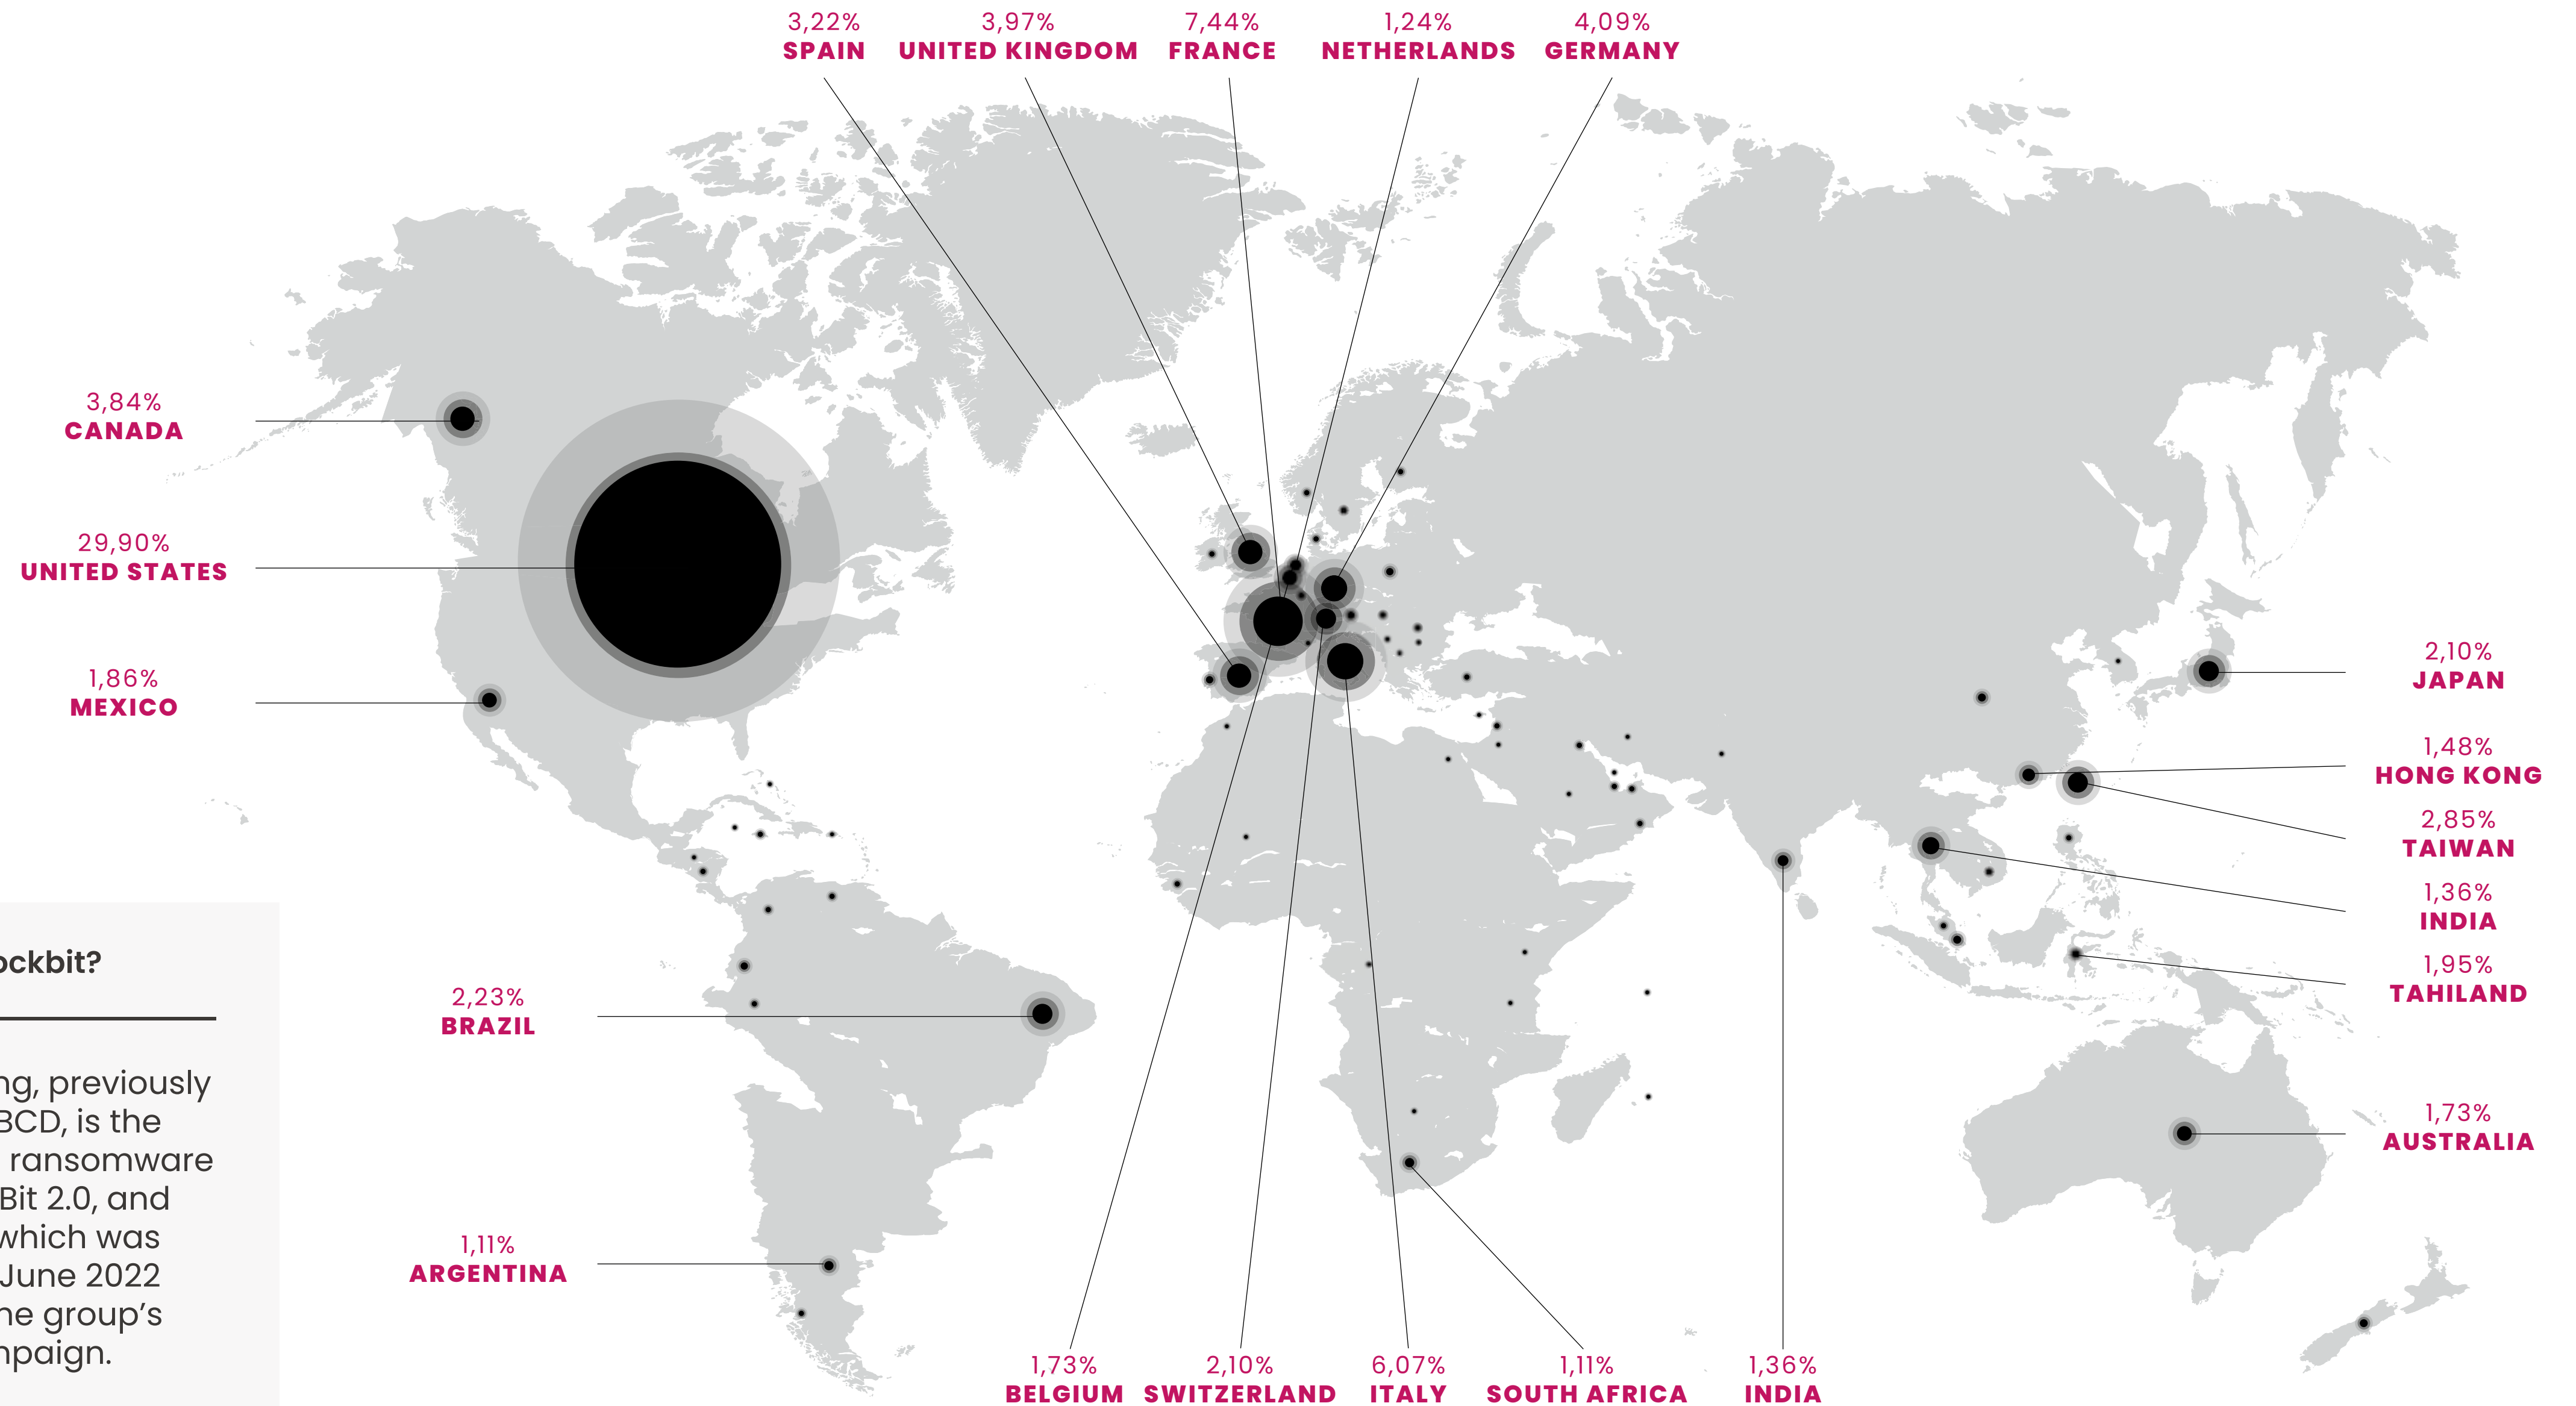 3,22%
SPAIN
3,97%
UNITED KINGDOM
7,44%
FRANCE
1,24%
NETHERLANDS
4,09%
GERMANY
3,84%
CANADA
29,90%
UNITED STATES
1,86%
MEXICO
2,10%
JAPAN
1,48%
HONG KONG
2,85%
TAIWAN
1,36%
INDIA
1,95%
TAHILAND
1,73%
AUSTRALIA
2,23%
BRAZIL
1,11%
ARGENTINA
ockbit?
ng, previously
BCD, is the
ransomware
Bit 2.0, and
which was
June 2022
ne group's
npaign.
1,73%
BELGIUM
2,10%
SWITZERLAND
6,07%
ITALY
1,11%
SOUTH AFRICA
1,36%
INDIA